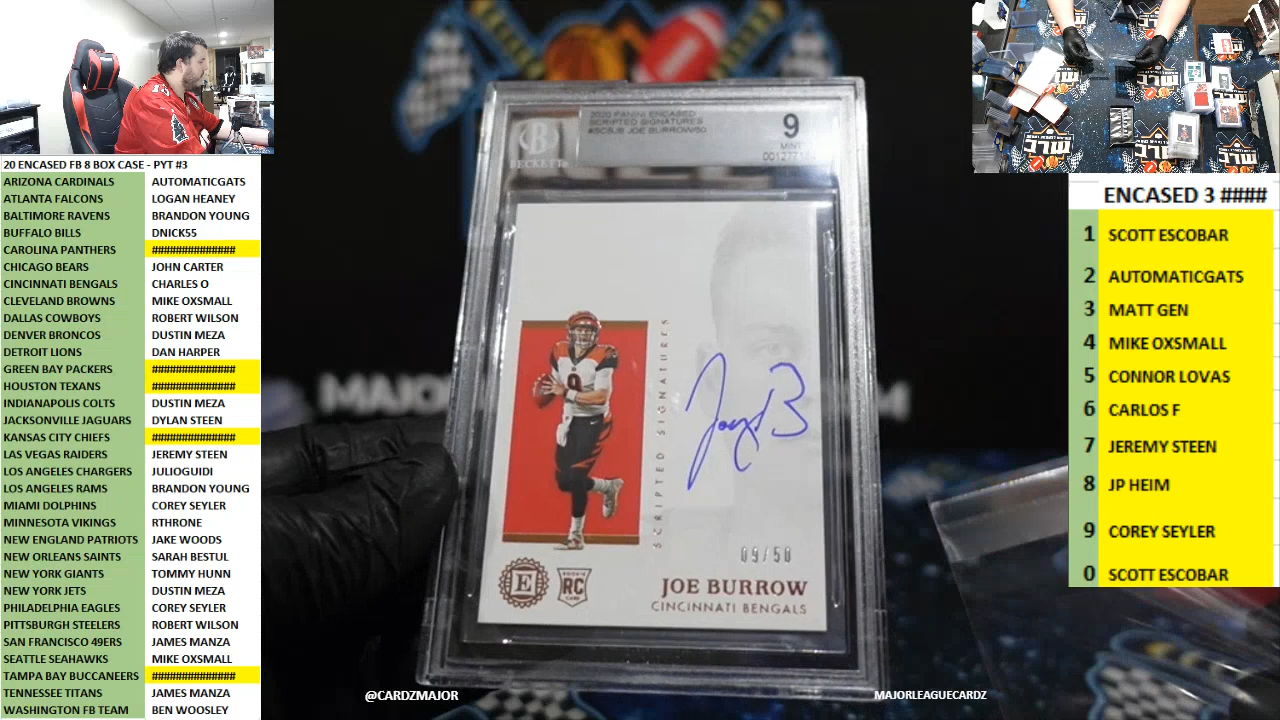 20 ENCASED FB 8 BOX CASE - PYT #3
ARIZONA CARDINALS AUTOMATICGATS
ATLANTA FALCONS LOGAN HEANEY
BALTIMORE RAVENS BRANDON YOUNG
BUFFALO BILLS DNICK55
CAROLINA PANTHERS ##############
CHICAGO BEARS JOHN CARTER
CINCINNATI BENGALS CHARLES O
CLEVELAND BROWNS MIKE OXSMALL
DALLAS COWBOYS ROBERT WILSON
DENVER BRONCOS DUSTIN MEZA
DETROIT LIONS DAN HARPER
GREEN BAY PACKERS ##############
HOUSTON TEXANS ##############
INDIANAPOLIS COLTS DUSTIN MEZA
JACKSONVILLE JAGUARS DYLAN STEEN
KANSAS CITY CHIEFS ##############
LAS VEGAS RAIDERS JEREMY STEEN
LOS ANGELES CHARGERS JULIOGUIDI
LOS ANGELES RAMS BRANDON YOUNG
MIAMI DOLPHINS COREY SEYLER
MINNESOTA VIKINGS RTHRONE
NEW ENGLAND PATRIOTS JAKE WOODS
NEW ORLEANS SAINTS SARAH BESTUL
NEW YORK GIANTS TOMMY HUNN
NEW YORK JETS DUSTIN MEZA
PHILADELPHIA EAGLES COREY SEYLER
PITTSBURGH STEELERS ROBERT WILSON
SAN FRANCISCO 49ERS JAMES MANZA
SEATTLE SEAHAWKS MIKE OXSMALL
TAMPA BAY BUCCANEERS ##############
TENNESSEE TITANS JAMES MANZA
WASHINGTON FB TEAM BEN WOOSLEY
B
BECKETT
2020 PANINI ENCASED
SCRIPTED SIGNATURES
#SCSJB JOE BURROW/50
9
MINT
SCRIPTED SIGNATURES
9
Joey B
09/50
E
ROOKIE
RC
CARD
JOE BURROW
CINCINNATI BENGALS
@CARDZMAJOR
MAJORLEAGUECARDZ
ENCASED 3 ####
1 SCOTT ESCOBAR
2 AUTOMATICGATS
3 MATT GEN
4 MIKE OXSMALL
5 CONNOR LOVAS
6 CARLOS F
7 JEREMY STEEN
8 JP HEIM
9 COREY SEYLER
0 SCOTT ESCOBAR